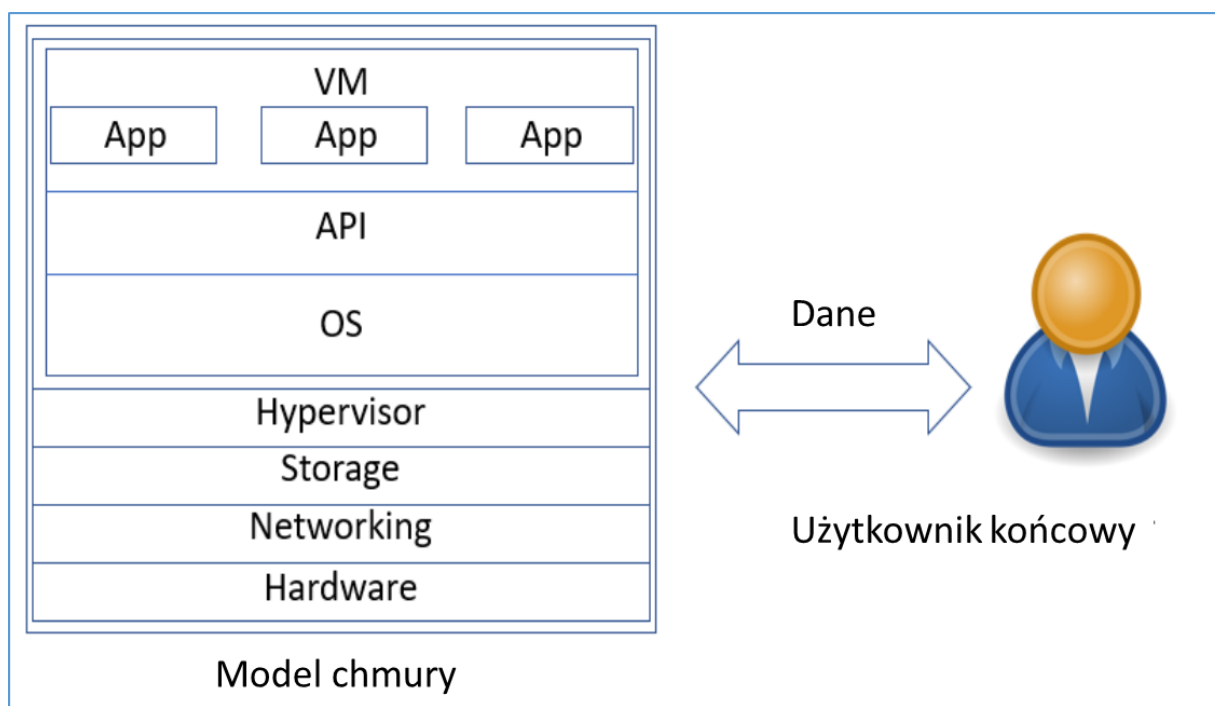 VM
App
App
App
API
OS
Hypervisor
Storage
Networking
Hardware
Model chmury
Dane
Użytkownik końcowy